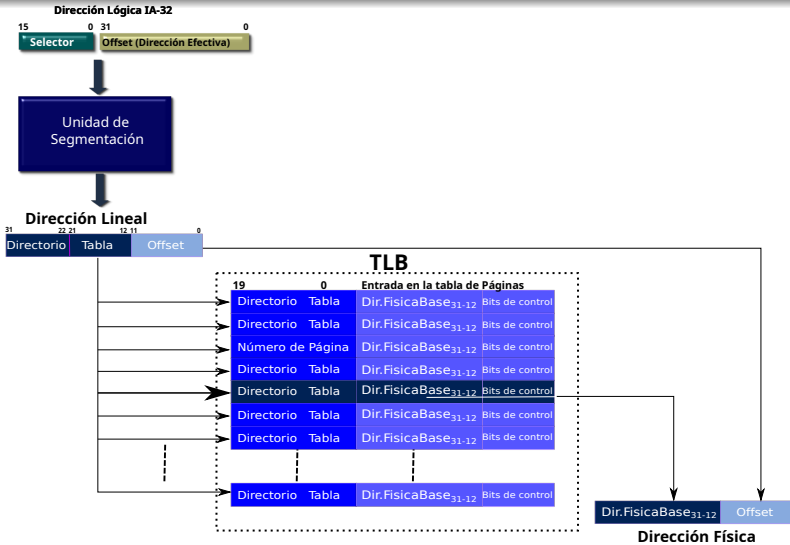 Dirección Lógica IA-32
15 0 31 0
Selector Offset (Dirección Efectiva)
Unidad de
Segmentación
Dirección Lineal
31 22 21 12 11 0
Directorio Tabla Offset
TLB
19 0 Entrada en la tabla de Páginas
Directorio Tabla Dir.FisicaBase31-12 Bits de control
Directorio Tabla Dir.FisicaBase31-12 Bits de control
Número de Página Dir.FisicaBase31-12 Bits de control
Directorio Tabla Dir.FisicaBase31-12 Bits de control
Directorio Tabla Dir.FisicaBase31-12 Bits de control
Directorio Tabla Dir.FisicaBase31-12 Bits de control
Directorio Tabla Dir.FisicaBase31-12 Bits de control
Directorio Tabla Dir.FisicaBase31-12 Bits de control
Dir.FisicaBase31-12 Offset
Dirección Física